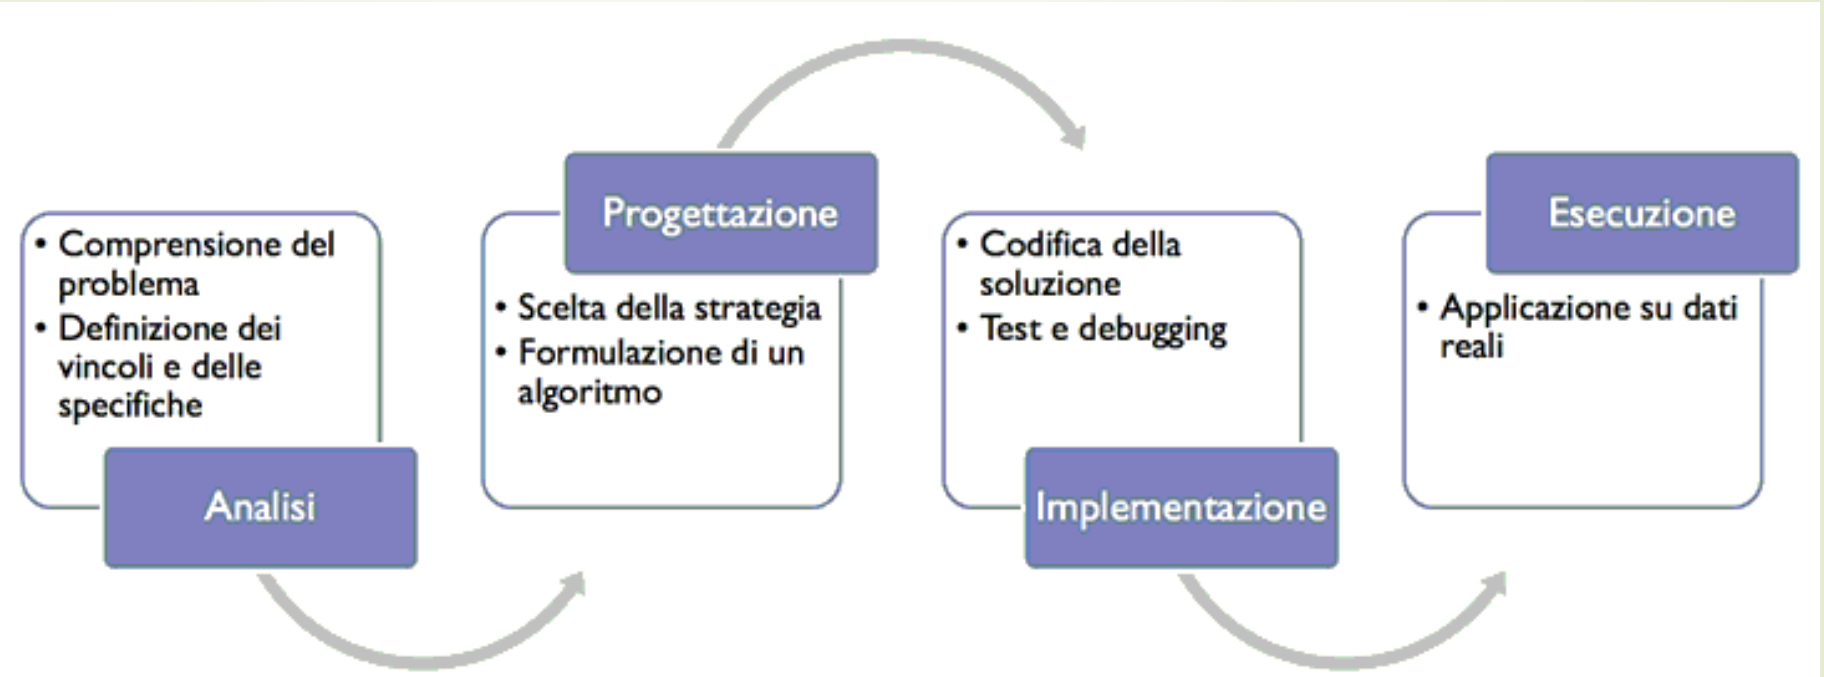 • Comprensione del
problema
• Definizione dei
vincoli e delle
specifiche
Analisi
Progettazione
• Scelta della strategia
• Formulazione di un
algoritmo
• Codifica della
soluzione
• Test e debugging
Implementazione
Esecuzione
• Applicazione su dati
reali